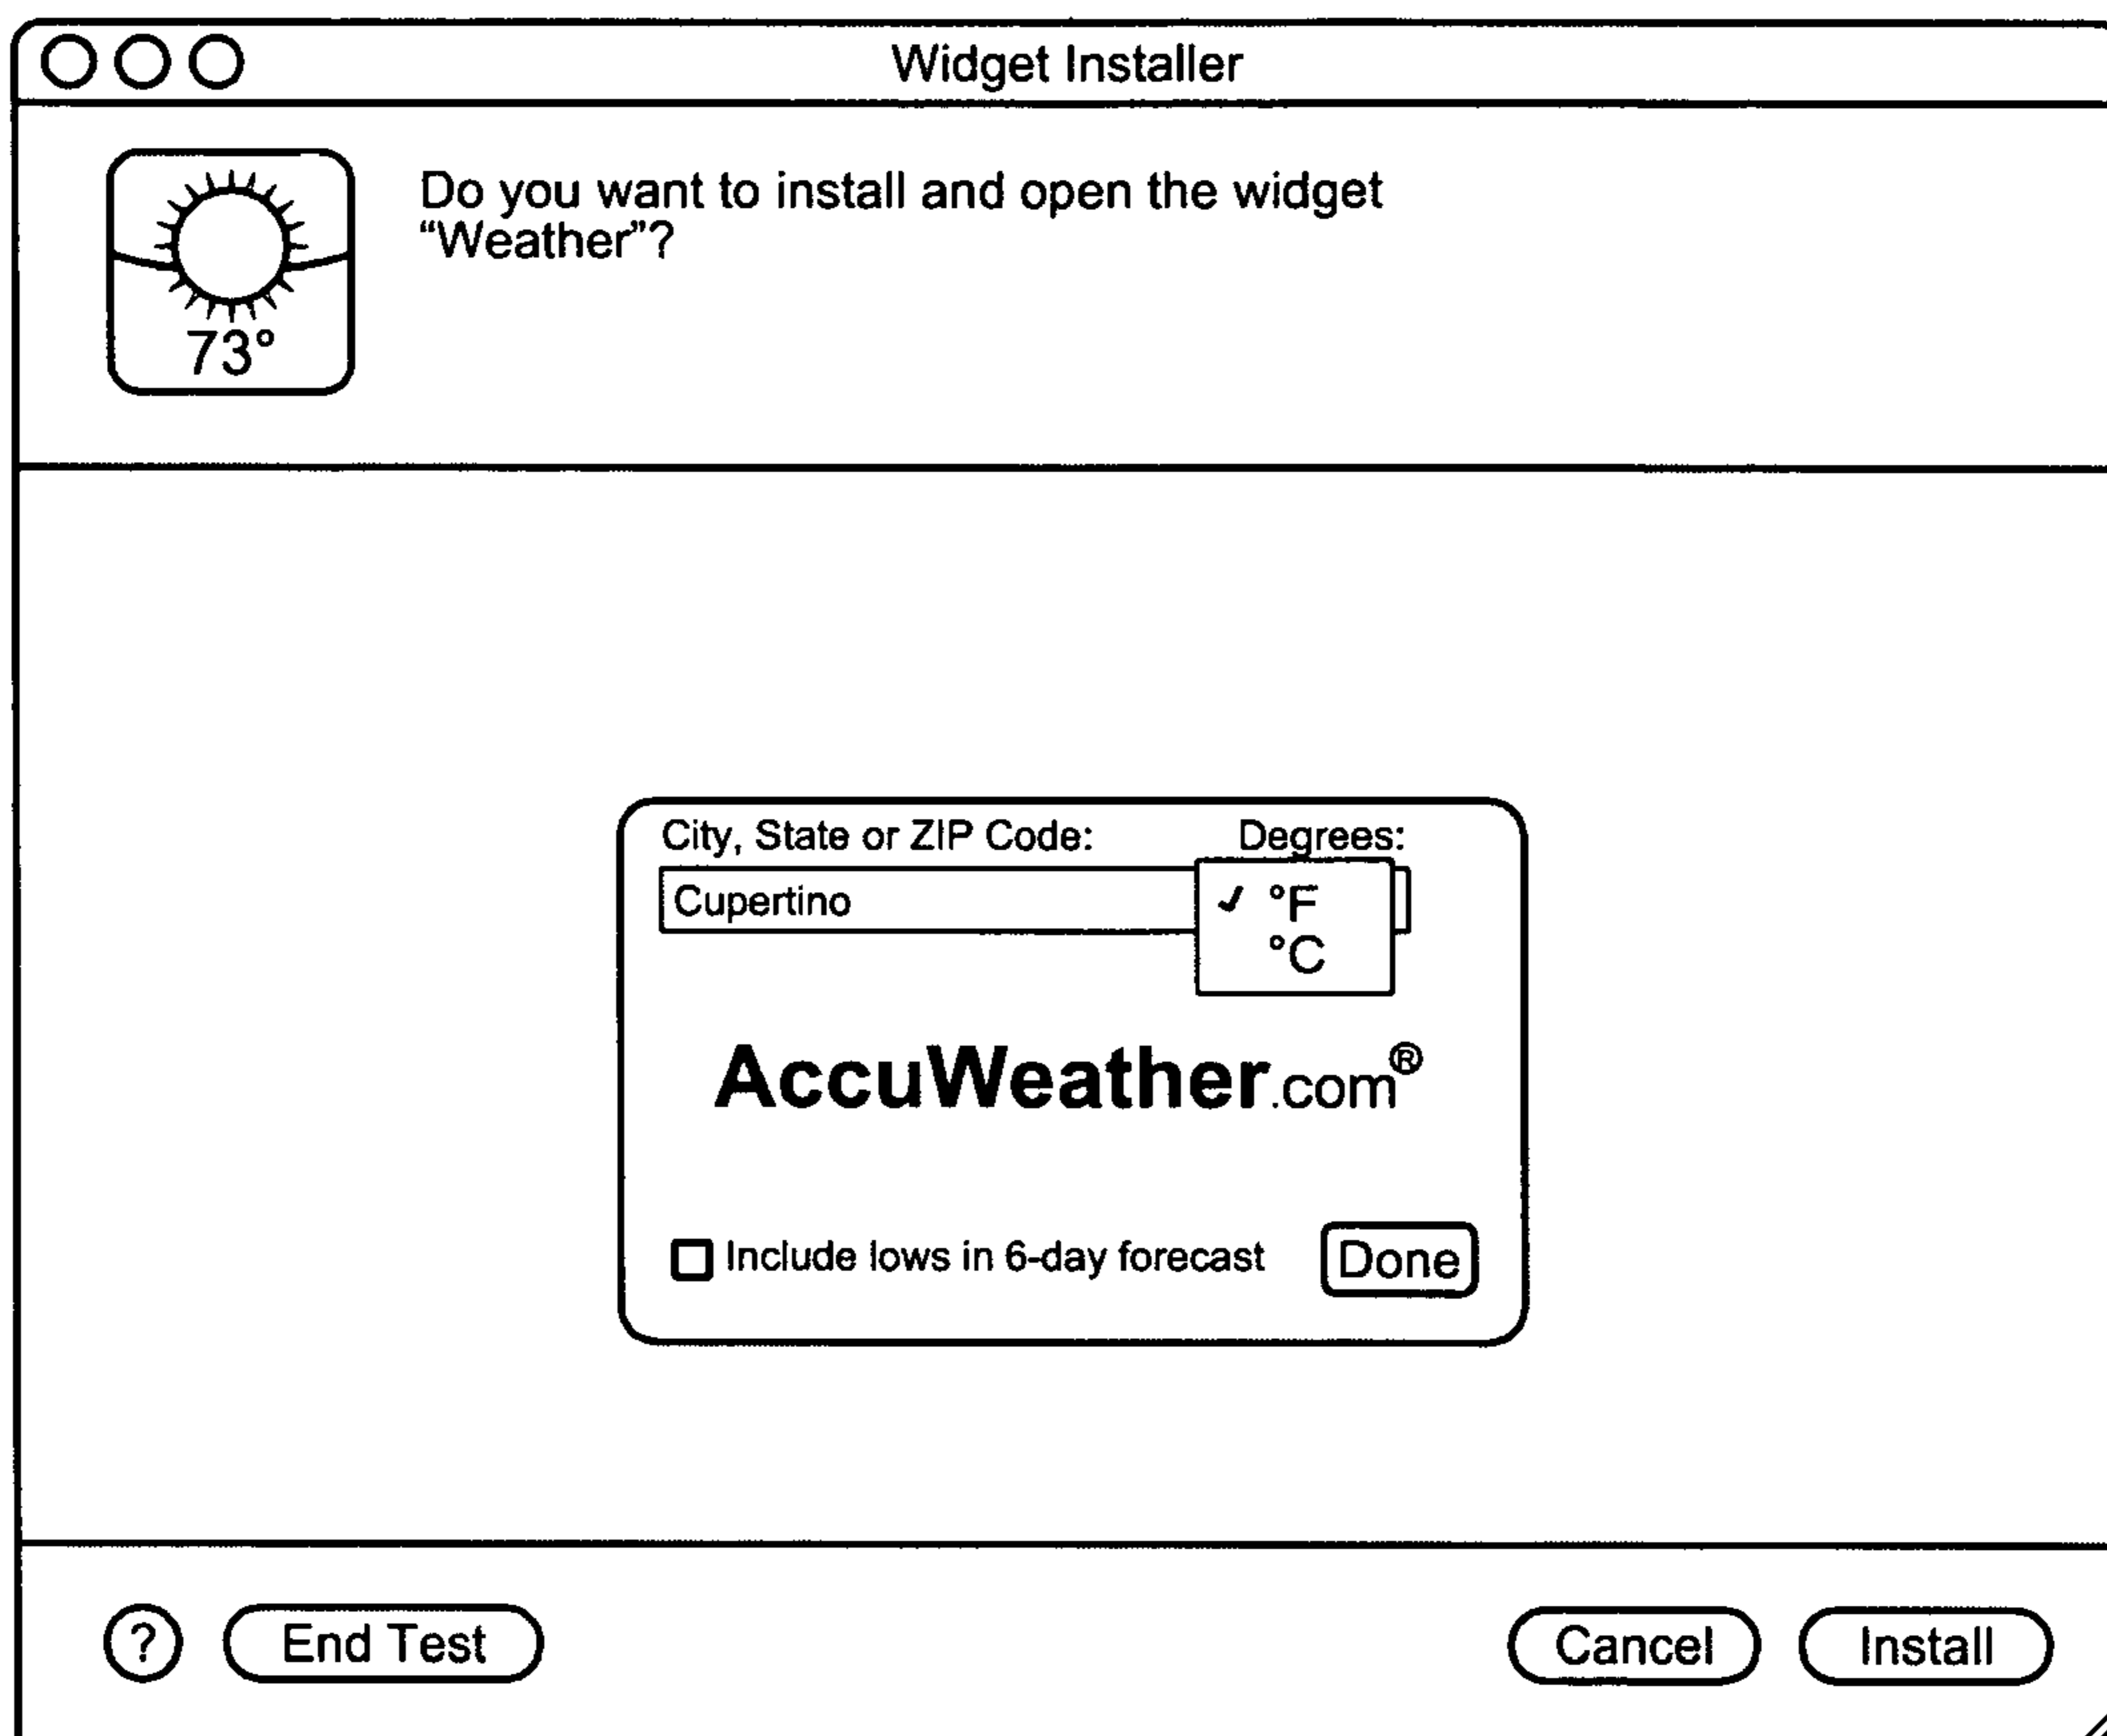 Widget Installer
Do you want to install and open the widget
“Weather”?
73°
City, State or ZIP Code: Degrees:
Cupertino ✓ °F
°C
AccuWeather.com®
Include lows in 6-day forecast Done
? End Test Cancel Install